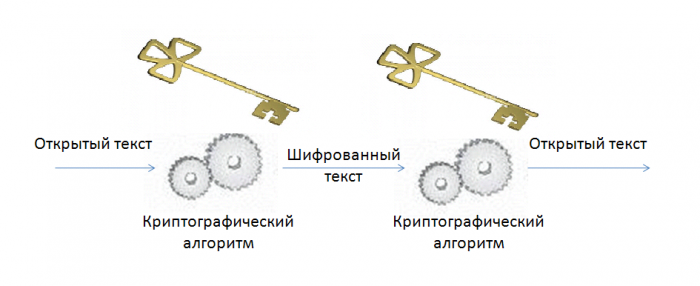 Открытый текст
Шифрованный
текст
Открытый текст
Криптографический
алгоритм
Криптографический
алгоритм